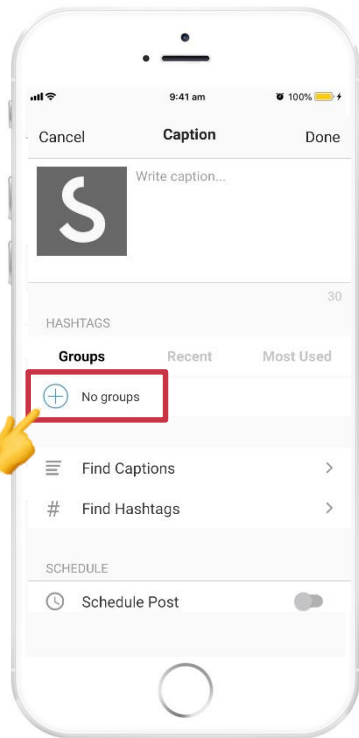 9:41 am 100%
Cancel Caption Done
S
Write caption...
30
HASHTAGS
Groups Recent Most Used
No groups
Find Captions
# Find Hashtags
SCHEDULE
Schedule Post